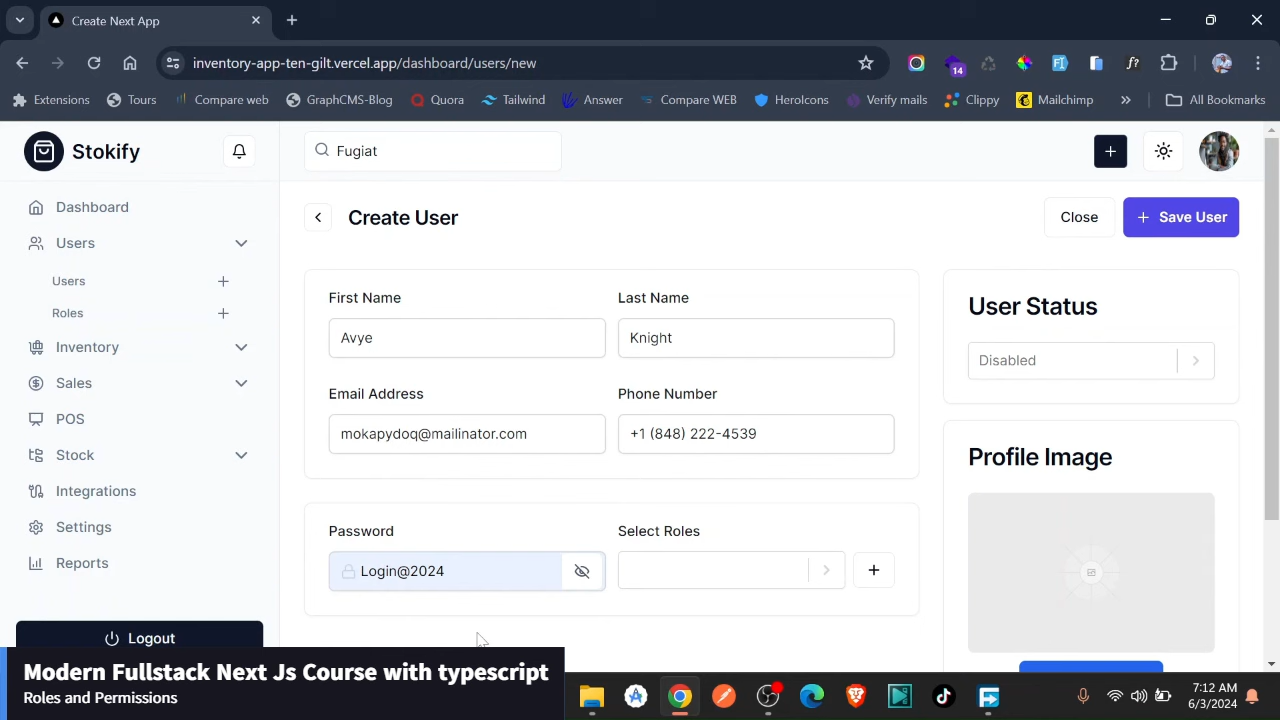 Create Next App
inventory-app-ten-gilt.vercel.app/dashboard/users/new
14
f?
Extensions
Tours
Compare web
GraphCMS-Blog
Quora
Tailwind
Answer
Compare WEB
HeroIcons
Verify mails
Clippy
Mailchimp
All Bookmarks
Stokify
Fugiat
Dashboard
Users
Users
Roles
Inventory
Sales
POS
Stock
Integrations
Settings
Reports
Logout
Create User
Close
Save User
First Name
Last Name
Avye
Knight
Email Address
Phone Number
mokapydoq@mailinator.com
+1 (848) 222-4539
Password
Select Roles
Login@2024
User Status
Disabled
Profile Image
Modern Fullstack Next Js Course with typescript
Roles and Permissions
7:12 AM
6/3/2024